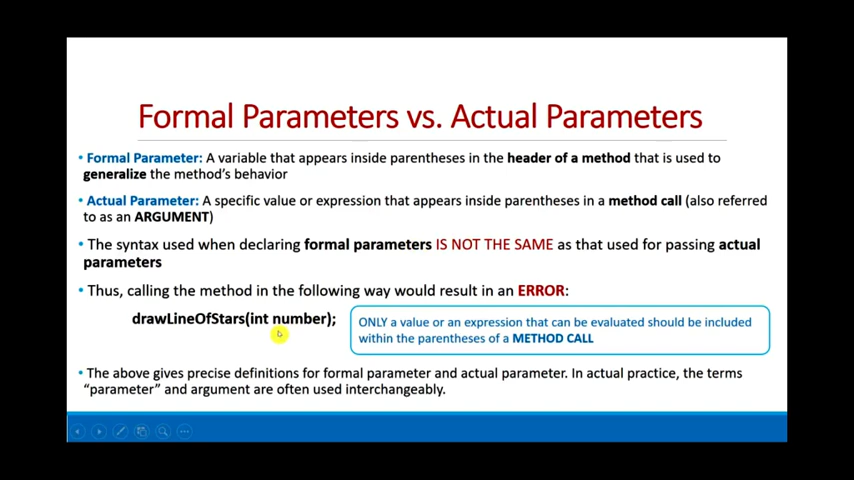 Formal Parameters vs. Actual Parameters
• Formal Parameter: A variable that appears inside parentheses in the header of a method that is used to
generalize the method's behavior
• Actual Parameter: A specific value or expression that appears inside parentheses in a method call (also referred
to as an ARGUMENT)
• The syntax used when declaring formal parameters IS NOT THE SAME as that used for passing actual
parameters
• Thus, calling the method in the following way would result in an ERROR:
drawLineOfStars(int number);
ONLY a value or an expression that can be evaluated should be included
within the parentheses of a METHOD CALL
• The above gives precise definitions for formal parameter and actual parameter. In actual practice, the terms
"parameter" and argument are often used interchangeably.